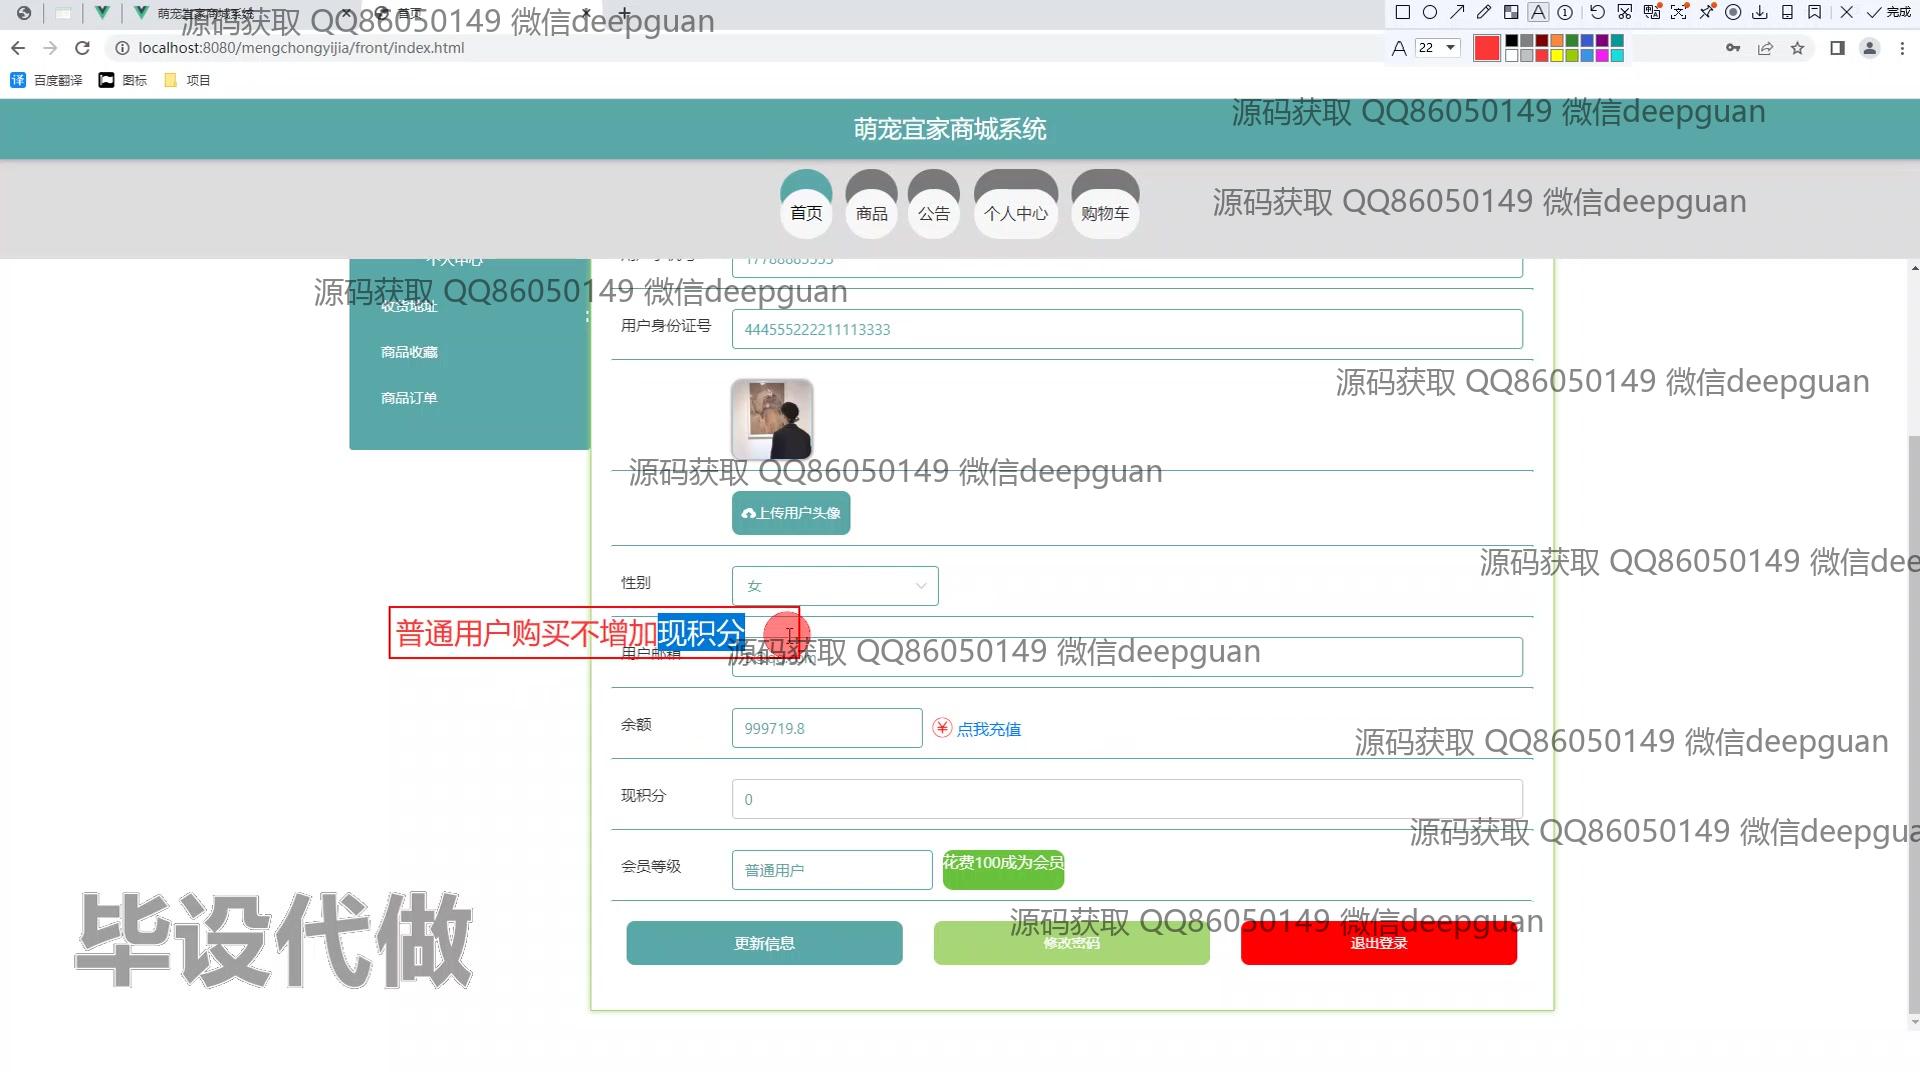 萌宠宜家商城系统
首页
源码获取 QQ86050149 微信deepguan
完成
localhost:8080/mengchongyijia/front/index.html
22
百度翻译
图标
项目
源码获取 QQ86050149 微信deepguan
萌宠宜家商城系统
首页
商品
公告
个人中心
购物车
源码获取 QQ86050149 微信deepguan
个人中心
17788885555
源码获取 QQ86050149 微信deepguan
收货地址
用户身份证号
444555222211113333
商品收藏
源码获取 QQ86050149 微信deepguan
商品订单
源码获取 QQ86050149 微信deepguan
上传用户头像
源码获取 QQ86050149 微信dee
性别
女
普通用户购买不增加现积分
用户邮箱
源码获取 QQ86050149 微信deepguan
余额
999719.8
点我充值
源码获取 QQ86050149 微信deepguan
现积分
0
源码获取 QQ86050149 微信deepgua
会员等级
普通用户
花费100成为会员
源码获取 QQ86050149 微信deepguan
更新信息
修改密码
退出登录
毕设代做